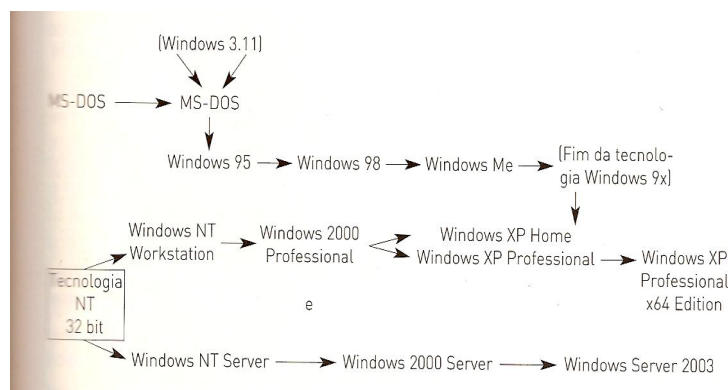 (Windows 3.11)
MS-DOS
MS-DOS
Windows 95
Windows 98
Windows Me
(Fim da tecnolo-
gia Windows 9x)
Windows NT
Workstation
Windows 2000
Professional
Windows XP Home
Windows XP Professional
Windows XP
Professional
x64 Edition
Tecnologia
NT
32 bit
e
Windows NT Server
Windows 2000 Server
Windows Server 2003